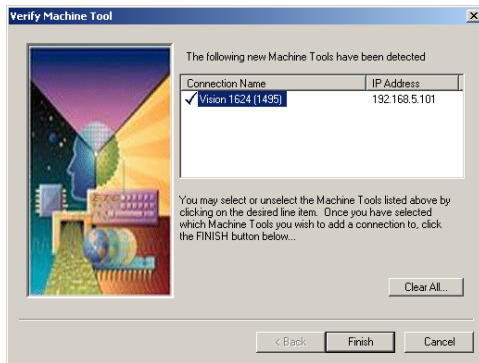 Verify Machine Tool
The following new Machine Tools have been detected
Connection Name IP Address
Vision 1624 (1495) 192.168.5.101
You may select or unselect the Machine Tools listed above by
clicking on the desired line item. Once you have selected
which Machine Tools you wish to add a connection to, click
the FINISH button below...
Clear All...
< Back Finish Cancel